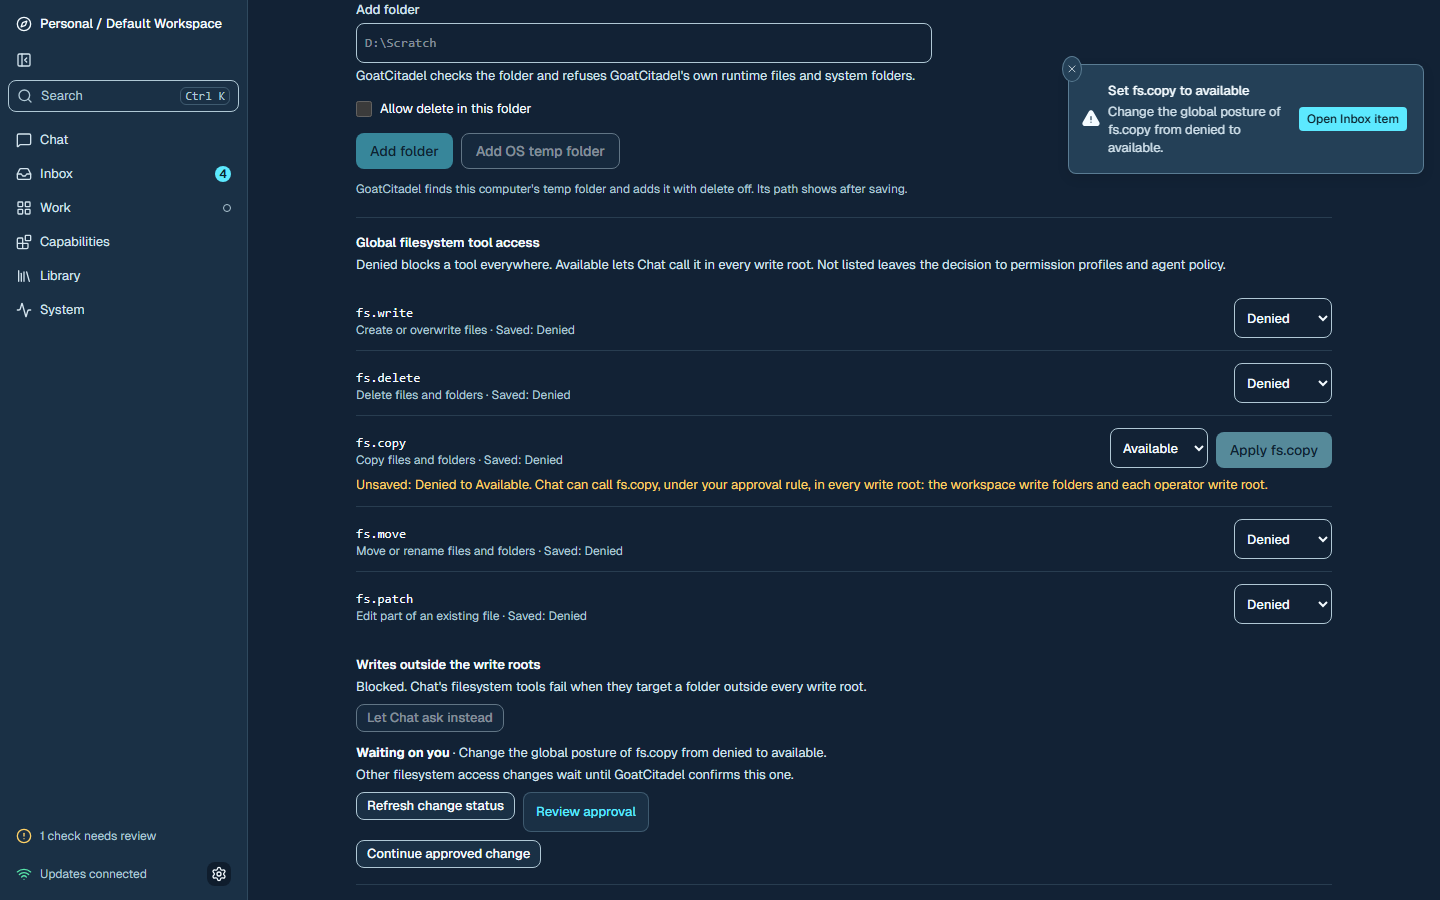 Personal / Default Workspace
Search
Ctrl K
Chat
Inbox
4
Work
Capabilities
Library
System
1 check needs review
Updates connected
Add folder
D:\Scratch
GoatCitadel checks the folder and refuses GoatCitadel's own runtime files and system folders.
Allow delete in this folder
Add folder
Add OS temp folder
GoatCitadel finds this computer's temp folder and adds it with delete off. Its path shows after saving.
Global filesystem tool access
Denied blocks a tool everywhere. Available lets Chat call it in every write root. Not listed leaves the decision to permission profiles and agent policy.
fs.write
Create or overwrite files · Saved: Denied
Denied
fs.delete
Delete files and folders · Saved: Denied
Denied
fs.copy
Copy files and folders · Saved: Denied
Available
Apply fs.copy
Unsaved: Denied to Available. Chat can call fs.copy, under your approval rule, in every write root: the workspace write folders and each operator write root.
fs.move
Move or rename files and folders · Saved: Denied
Denied
fs.patch
Edit part of an existing file · Saved: Denied
Denied
Writes outside the write roots
Blocked. Chat's filesystem tools fail when they target a folder outside every write root.
Let Chat ask instead
Waiting on you · Change the global posture of fs.copy from denied to available.
Other filesystem access changes wait until GoatCitadel confirms this one.
Refresh change status
Review approval
Continue approved change
Set fs.copy to available
Change the global posture of
fs.copy from denied to
available.
Open Inbox item